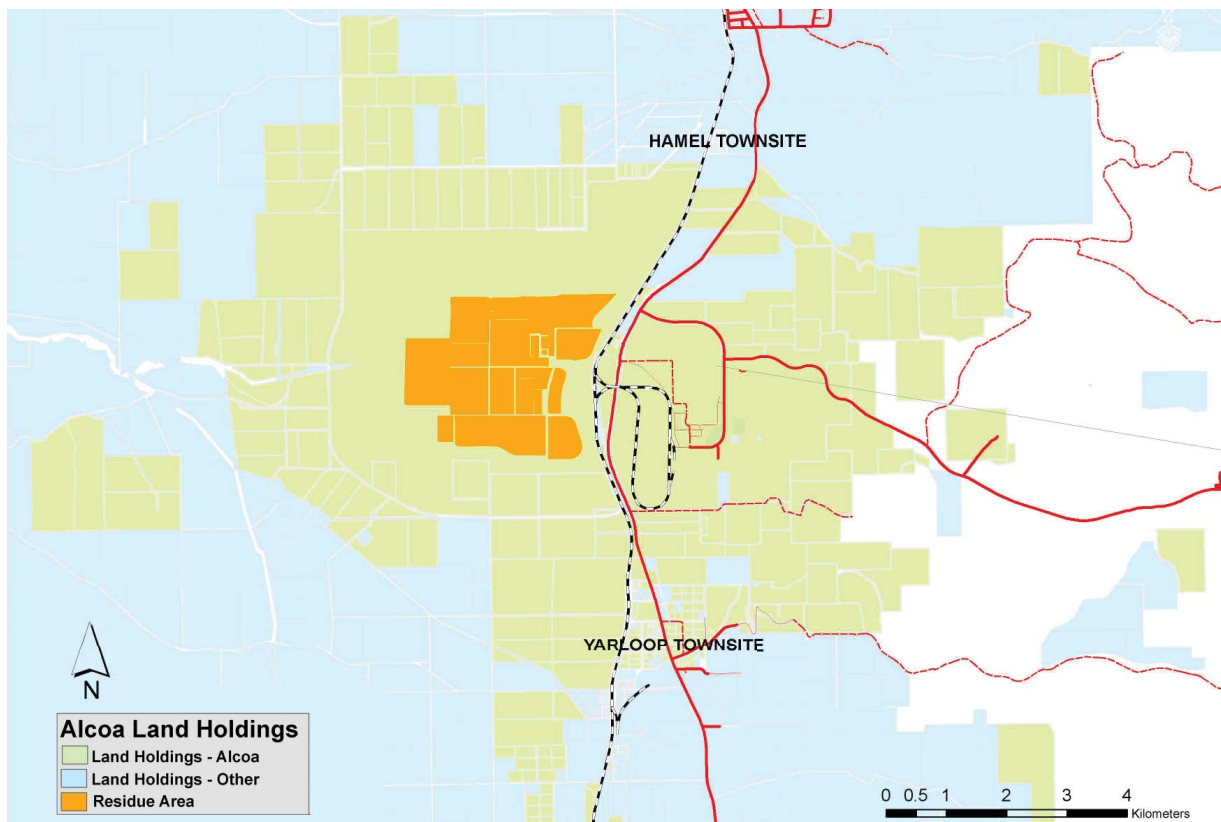 HAMEL TOWNSITE
YARLOOP TOWNSITE
N
Alcoa Land Holdings
Land Holdings - Alcoa
Land Holdings - Other
Residue Area
0 0.5 1 2 3 4
Kilometers